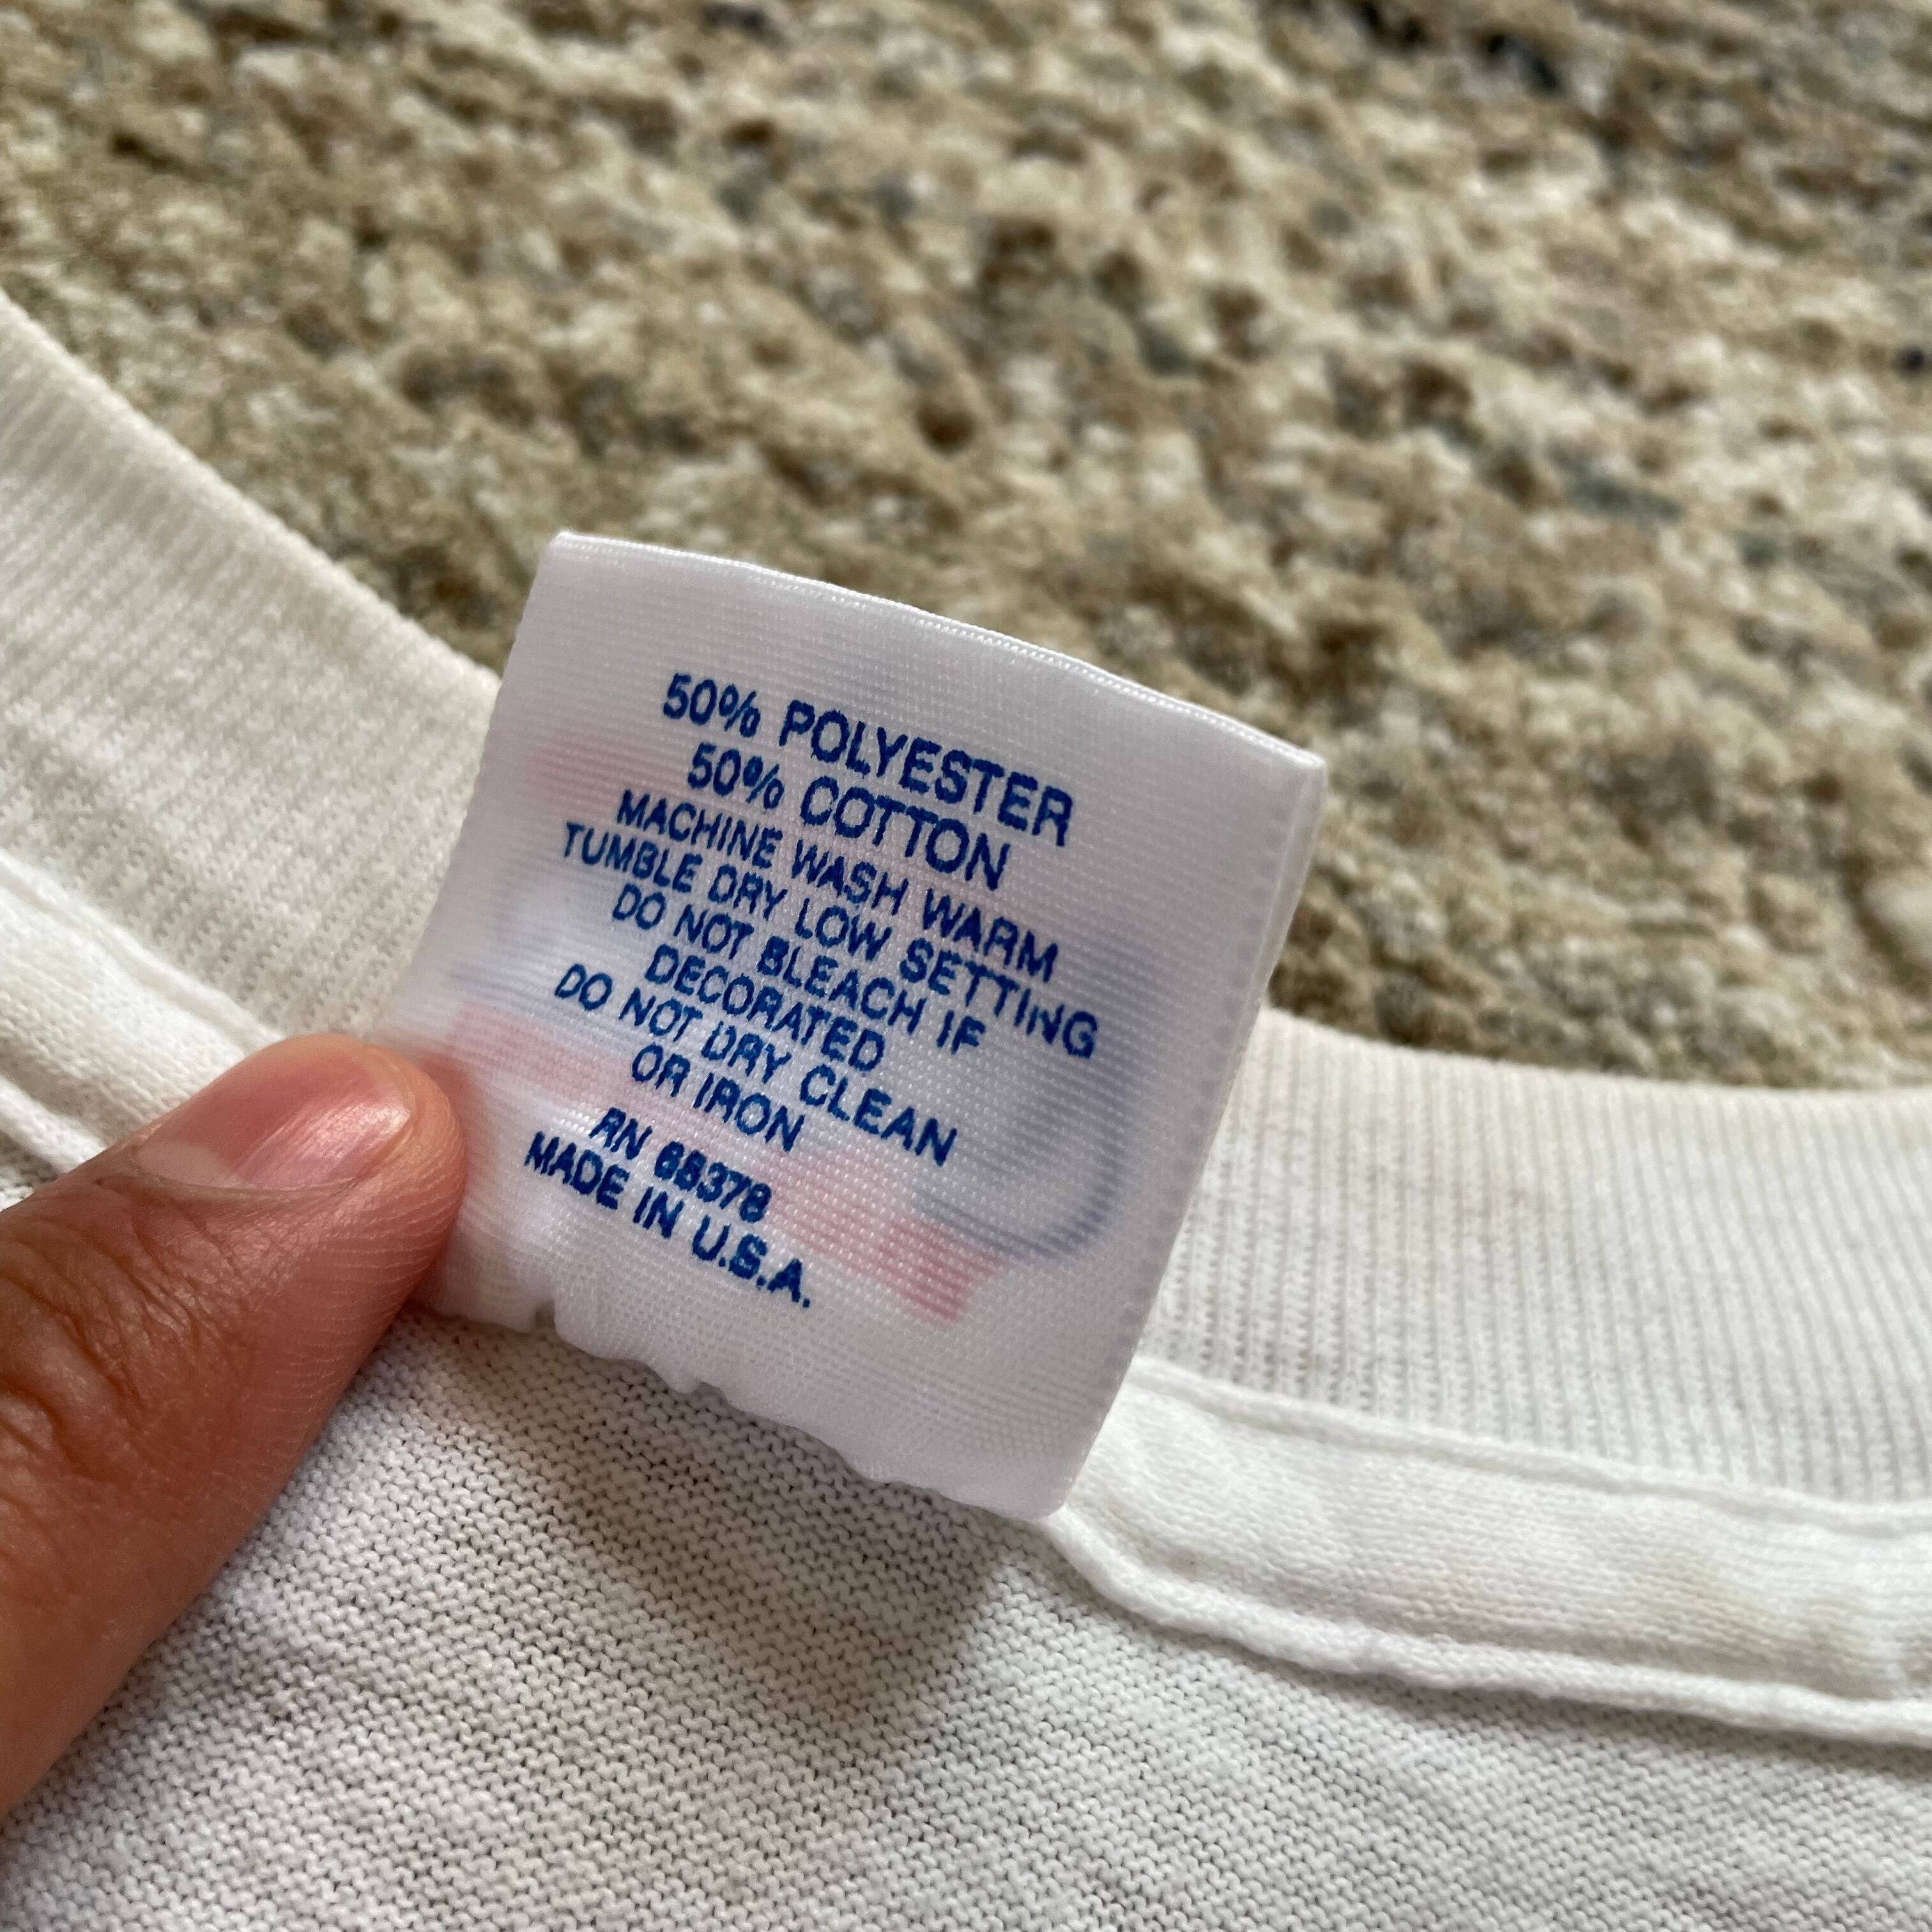 50% POLYESTER
50% COTTON
MACHINE WASH WARM
TUMBLE DRY LOW SETTING
DO NOT BLEACH IF
DECORATED
DO NOT DRY CLEAN
OR IRON
RN 68378
MADE IN U.S.A.